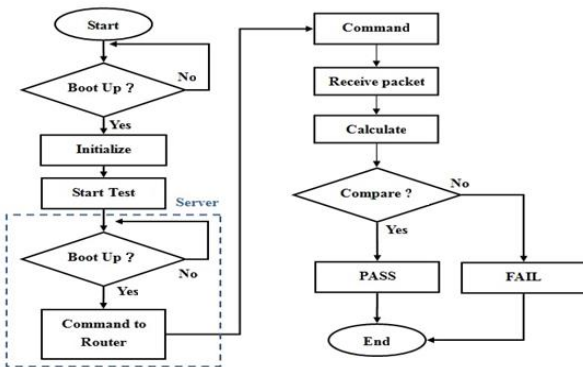 Start
Boot Up ?
No
Yes
Initialize
Start Test
Server
Boot Up ?
No
Yes
Command to
Router
Command
Receive packet
Calculate
Compare ?
No
Yes
PASS
FAIL
End